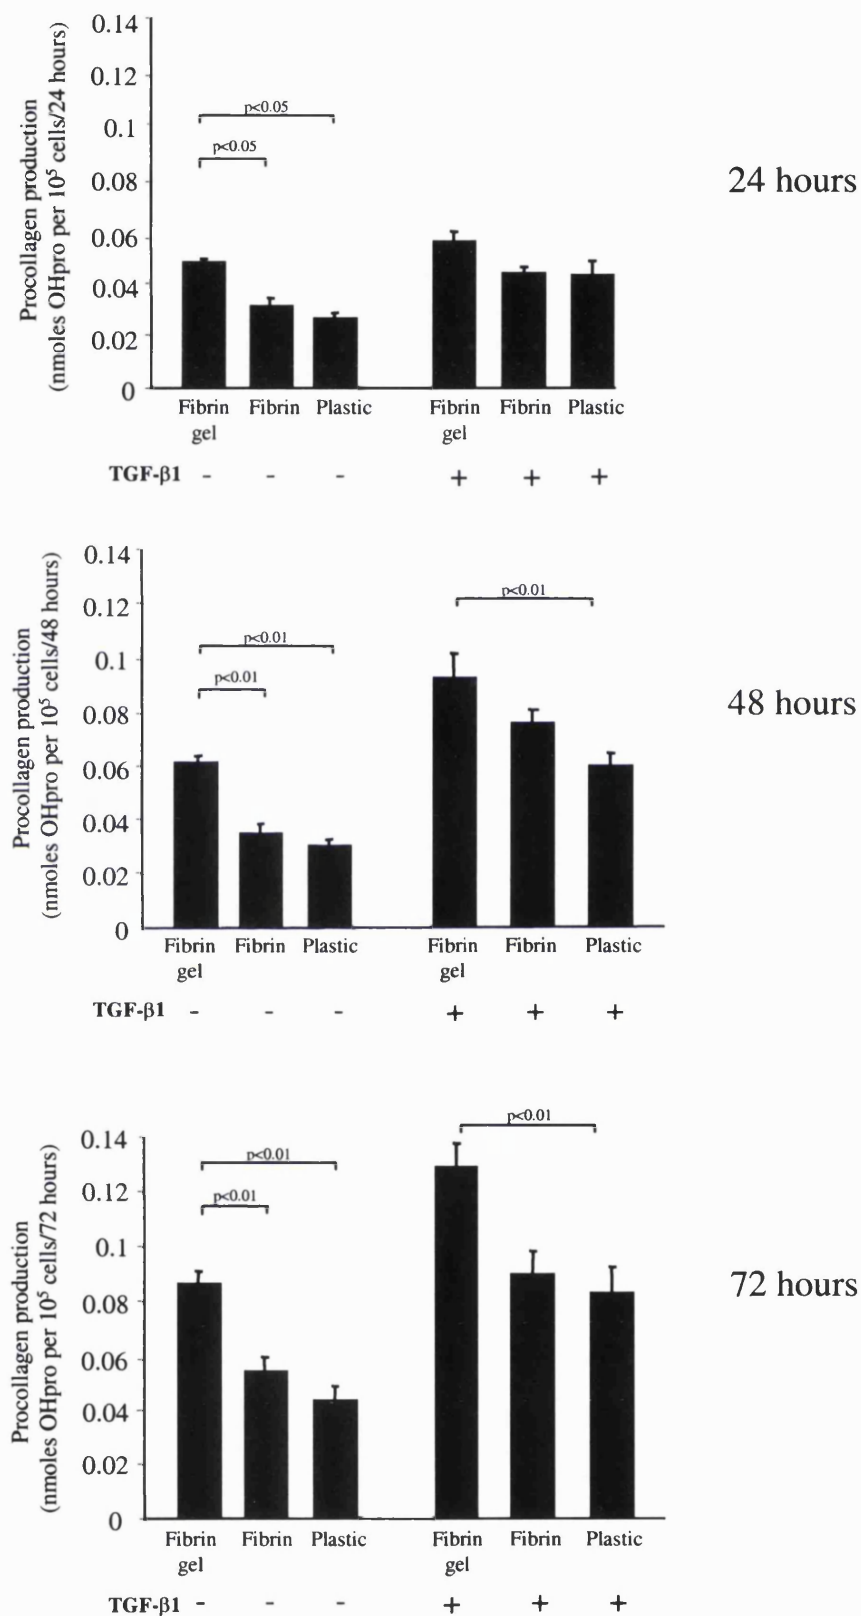 Procollagen production
(nmoles OHpro per 10⁵ cells/24 hours)
0.14
0.12
0.1
0.08
0.06
0.04
0.02
0
p<0.05
p<0.05
24 hours
Fibrin gel Fibrin Plastic Fibrin gel Fibrin Plastic
TGF-β1 - - - + + +
Procollagen production
(nmoles OHpro per 10⁵ cells/48 hours)
0.14
0.12
0.1
0.08
0.06
0.04
0.02
0
p<0.01
p<0.01
p<0.01
48 hours
Fibrin gel Fibrin Plastic Fibrin gel Fibrin Plastic
TGF-β1 - - - + + +
Procollagen production
(nmoles OHpro per 10⁵ cells/72 hours)
0.14
0.12
0.1
0.08
0.06
0.04
0.02
0
p<0.01
p<0.01
p<0.01
72 hours
Fibrin gel Fibrin Plastic Fibrin gel Fibrin Plastic
TGF-β1 - - - + + +